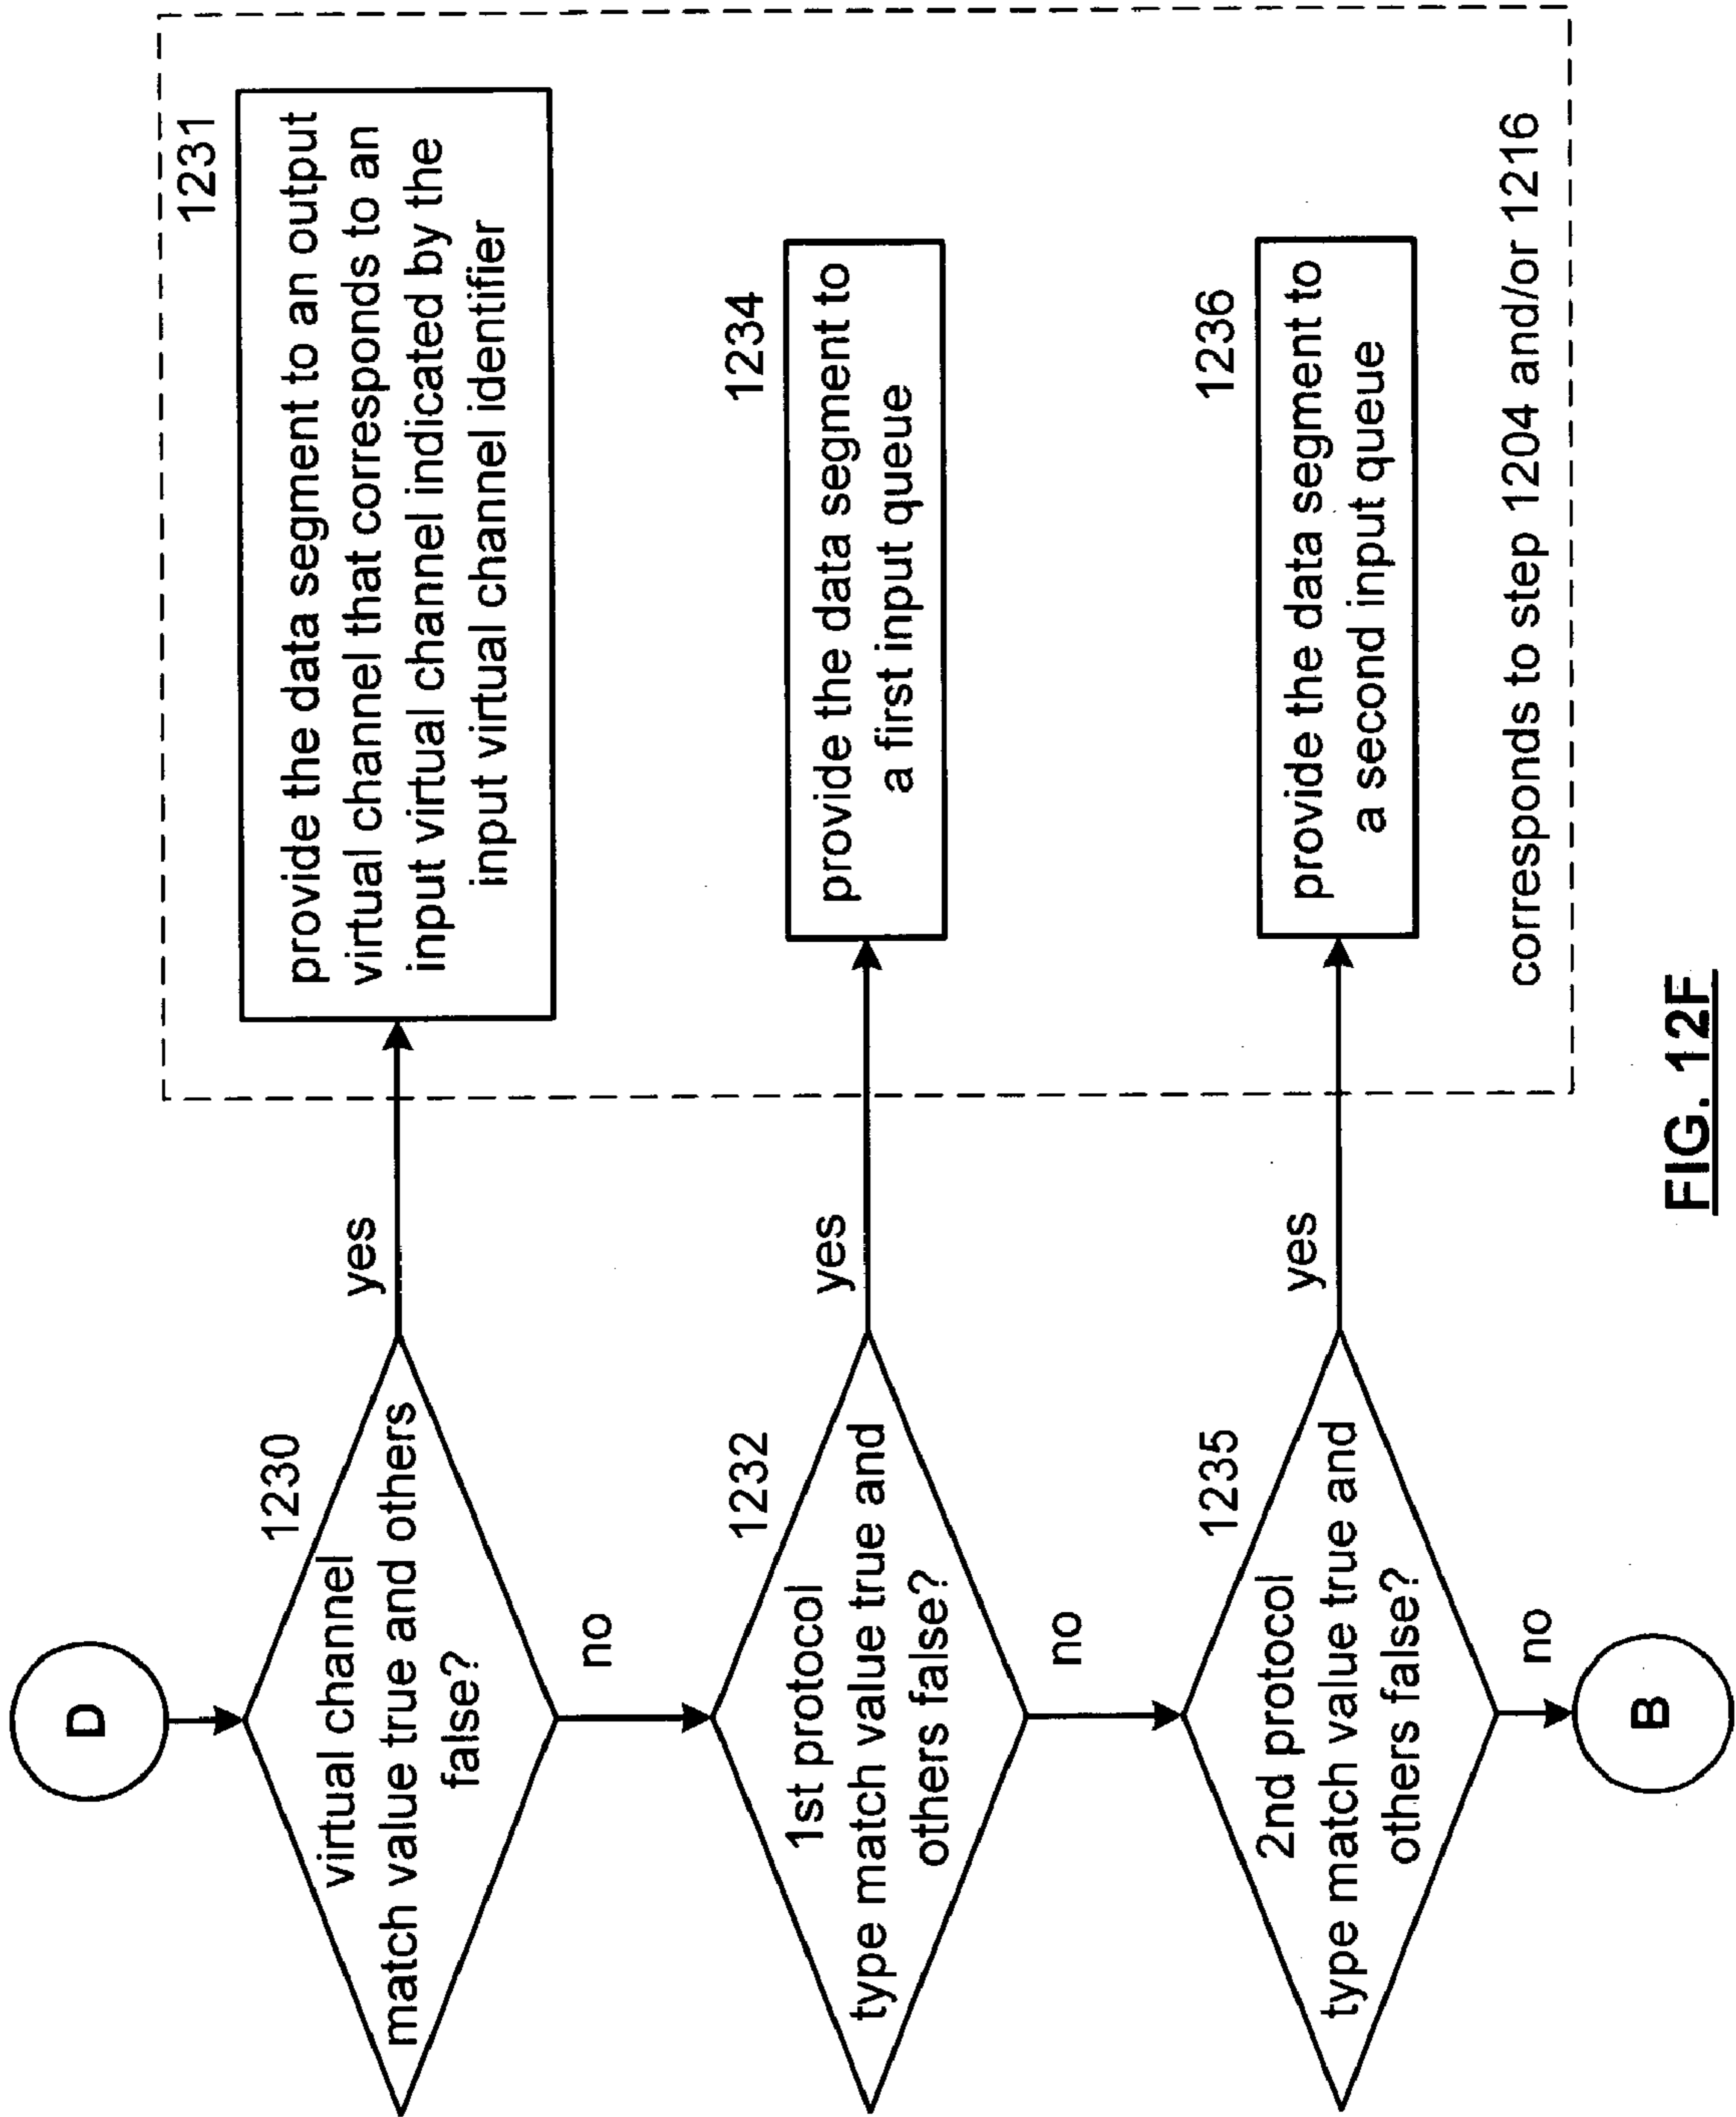 D
1230
virtual channel
match value true and others
false?
yes
1231
provide the data segment to an output
virtual channel that corresponds to an
input virtual channel indicated by the
input virtual channel identifier
no
1232
1st protocol
type match value true and
others false?
yes
1234
provide the data segment to
a first input queue
no
1235
2nd protocol
type match value true and
others false?
yes
1236
provide the data segment to
a second input queue
corresponds to step 1204 and/or 1216
no
B
FIG. 12F